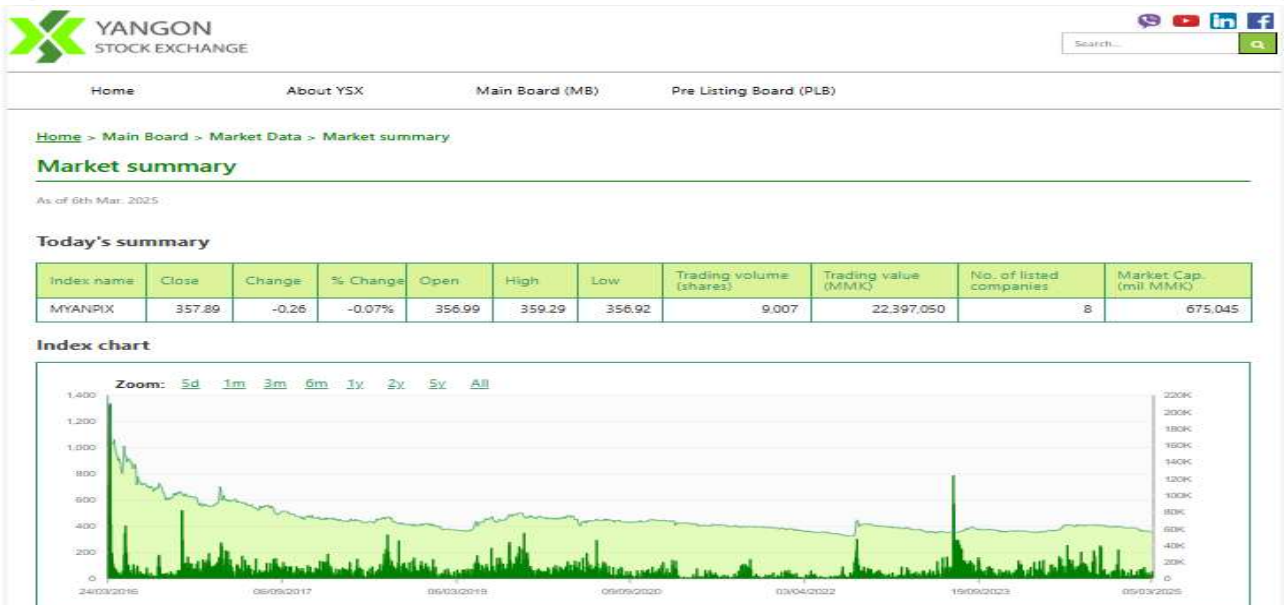 YANGON
STOCK EXCHANGE
in f
Search...
Home About YSX Main Board (MB) Pre Listing Board (PLB)
Home > Main Board > Market Data > Market summary
Market summary
As of 6th Mar. 2025
Today's summary
Index name Close Change % Change Open High Low Trading volume (shares) Trading value (MMK) No. of listed companies Market Cap. (mil MMK)
MYANPIX 357.89 -0.26 -0.07% 356.99 359.29 356.92 9,007 22,397,050 8 675,045
Index chart
Zoom: 5d 1m 3m 6m 1y 2y 5y All
1,400 220K
200K
1,200 180K
1,000 160K
140K
800 120K
600 100K
80K
400 60K
200 40K
20K
0 0
24/03/2016 06/09/2017 06/03/2019 09/09/2020 03/04/2022 19/09/2023 05/03/2025